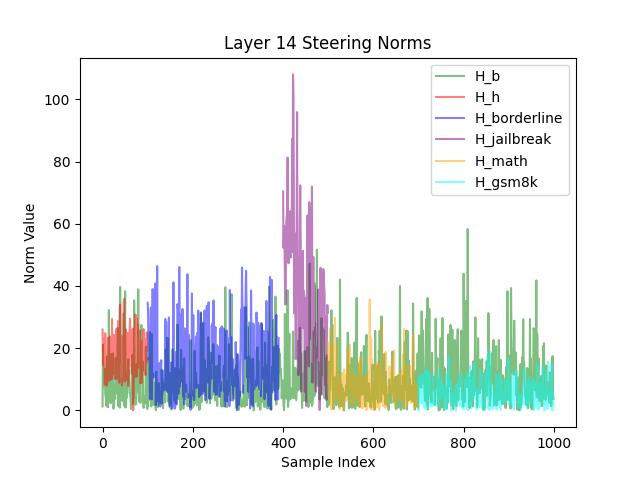 Layer 14 Steering Norms
Norm Value
100
80
60
40
20
0
0 200 400 600 800 1000
Sample Index
H_b
H_h
H_borderline
H_jailbreak
H_math
H_gsm8k